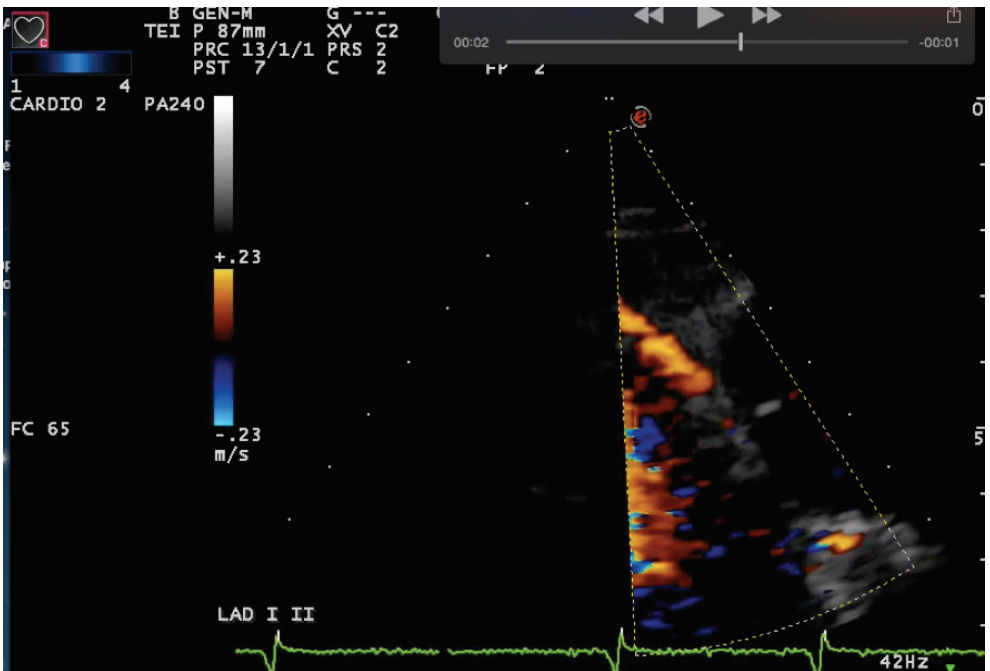 B GEN-M G ---
TEI P 87mm XV C2
PRC 13/1/1 PRS 2
PST 7 C 2 FP 2
00:02 -00:01
C
1 4
CARDIO 2 PA240
0
e
+.23
-.23
m/s
FC 65
5
LAD I II
42Hz